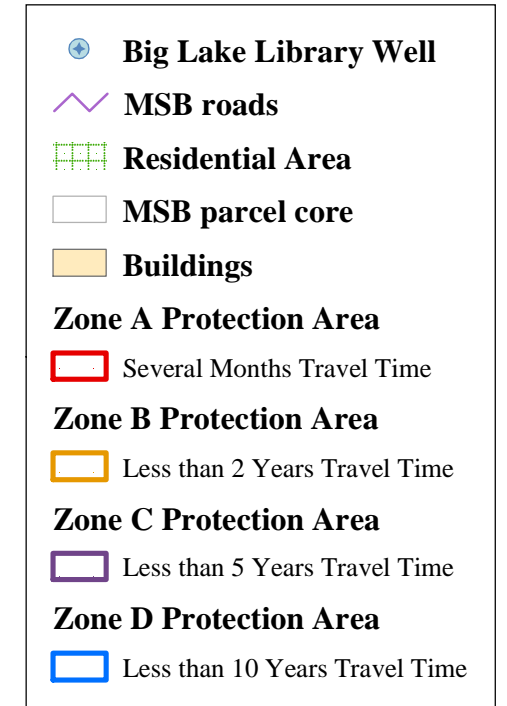 Big Lake Library Well
MSB roads
Residential Area
MSB parcel core
Buildings
Zone A Protection Area
Several Months Travel Time
Zone B Protection Area
Less than 2 Years Travel Time
Zone C Protection Area
Less than 5 Years Travel Time
Zone D Protection Area
Less than 10 Years Travel Time